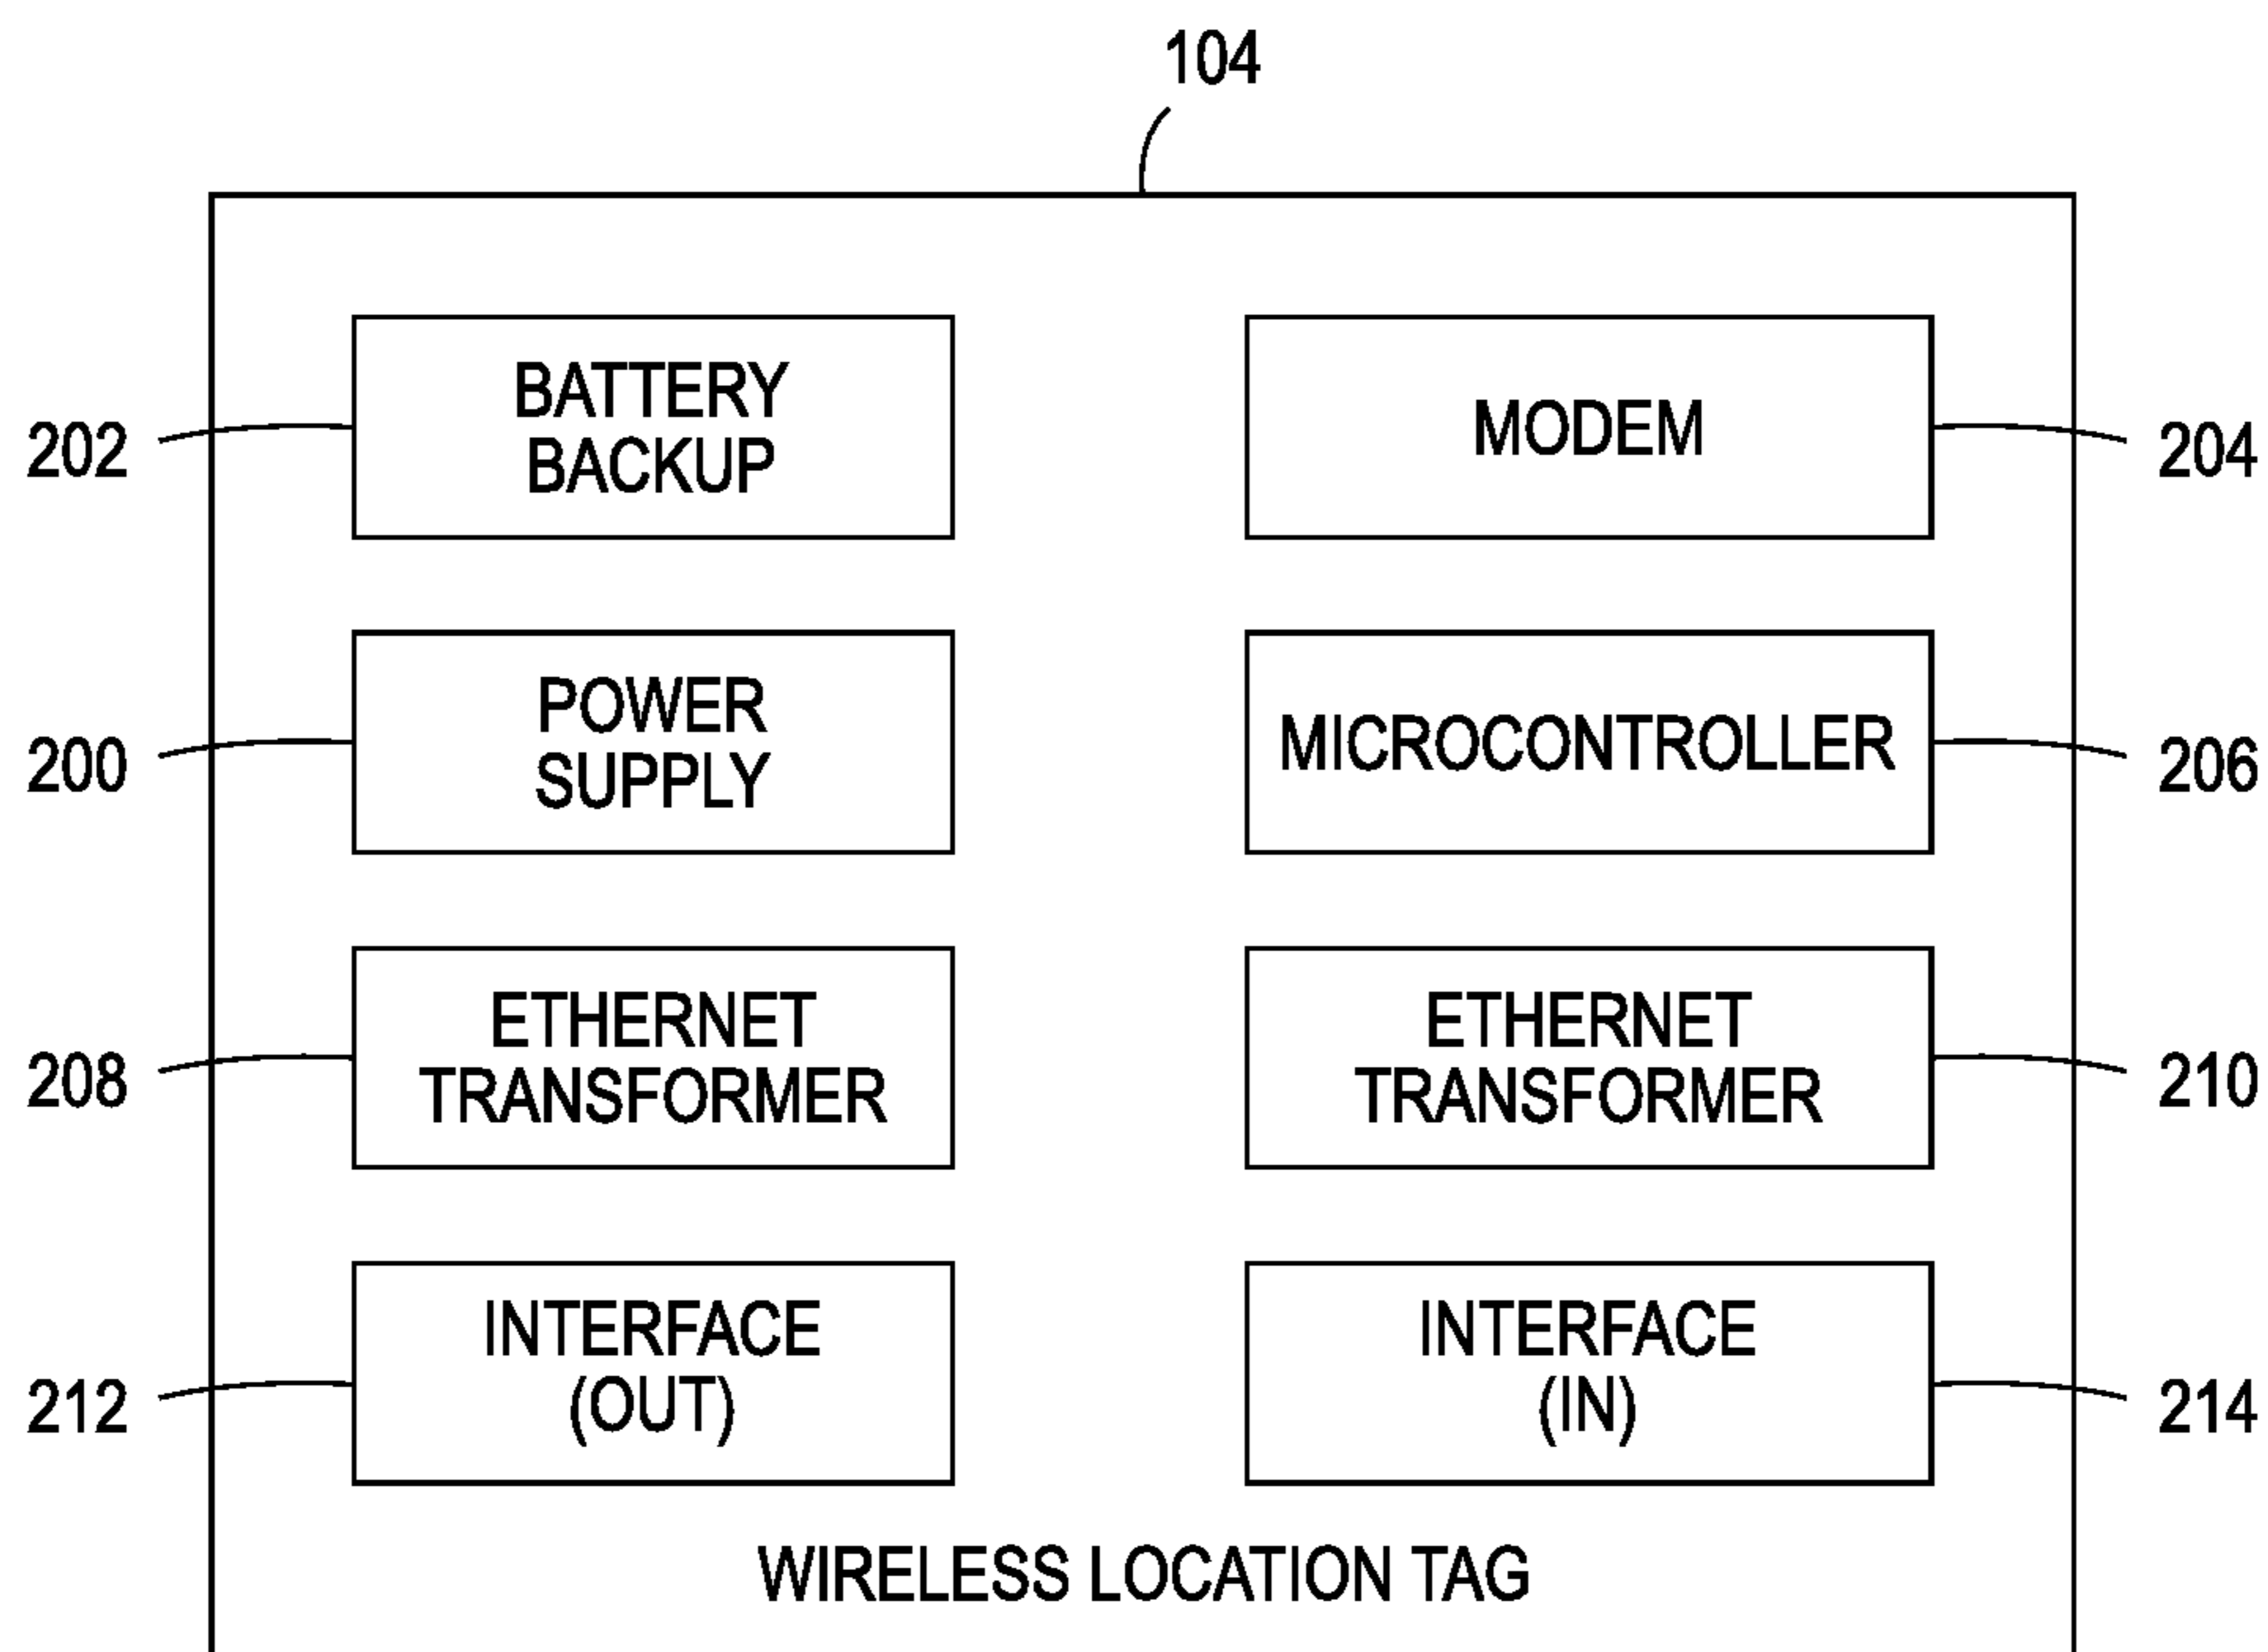 104
202
BATTERY
BACKUP
MODEM
204
200
POWER
SUPPLY
MICROCONTROLLER
206
208
ETHERNET
TRANSFORMER
ETHERNET
TRANSFORMER
210
212
INTERFACE
(OUT)
INTERFACE
(IN)
214
WIRELESS LOCATION TAG